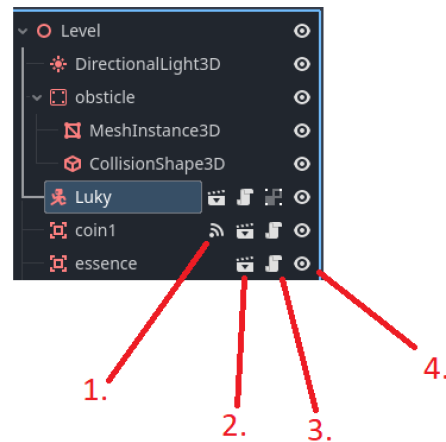 Level
DirectionalLight3D
obsticle
MeshInstance3D
CollisionShape3D
Luky
coin1
essence
1.
2.
3.
4.